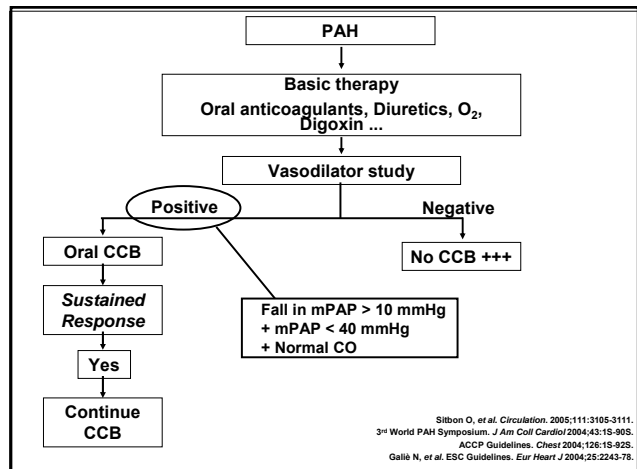 PAH
Basic therapy
Oral anticoagulants, Diuretics, O₂,
Digoxin ...
Vasodilator study
Positive
Negative
Oral CCB
No CCB +++
Sustained
Response
Fall in mPAP > 10 mmHg
+ mPAP < 40 mmHg
+ Normal CO
Yes
Continue
CCB
Sitbon O, et al. Circulation. 2005;111:3105-3111.
3rd World PAH Symposium. J Am Coll Cardiol 2004;43:1S-90S.
ACCP Guidelines. Chest 2004;126:1S-92S.
Galiè N, et al. ESC Guidelines. Eur Heart J 2004;25:2243-78.